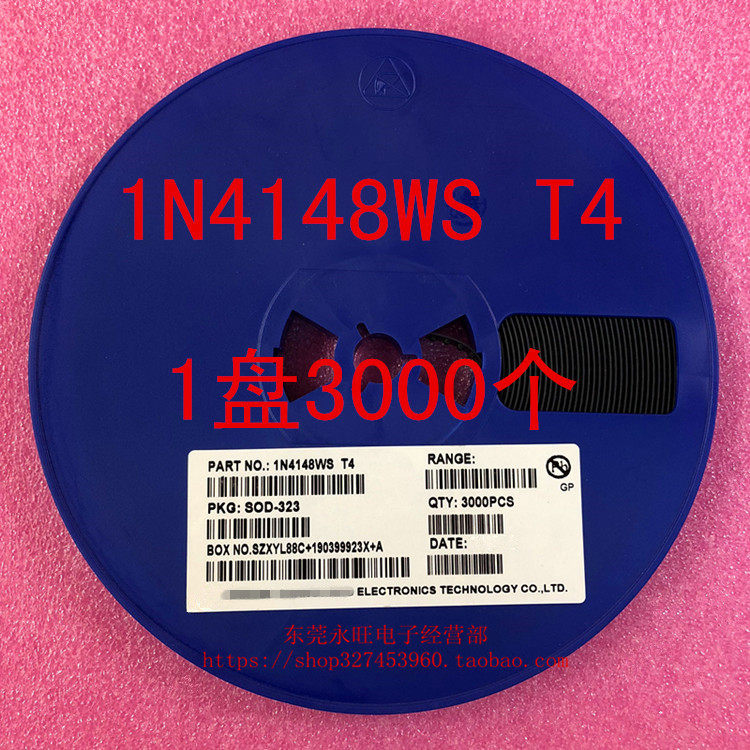 1N4148WS T4
1盘3000个
PART NO.: 1N4148WS T4
RANGE:
PKG: SOD-323
QTY: 3000PCS
GP
BOX NO.SZXYL88C+190399923X+A
DATE:
ELECTRONICS TECHNOLOGY CO.,LTD.
东莞永旺电子经营部
https://shop327453960.taobao.com